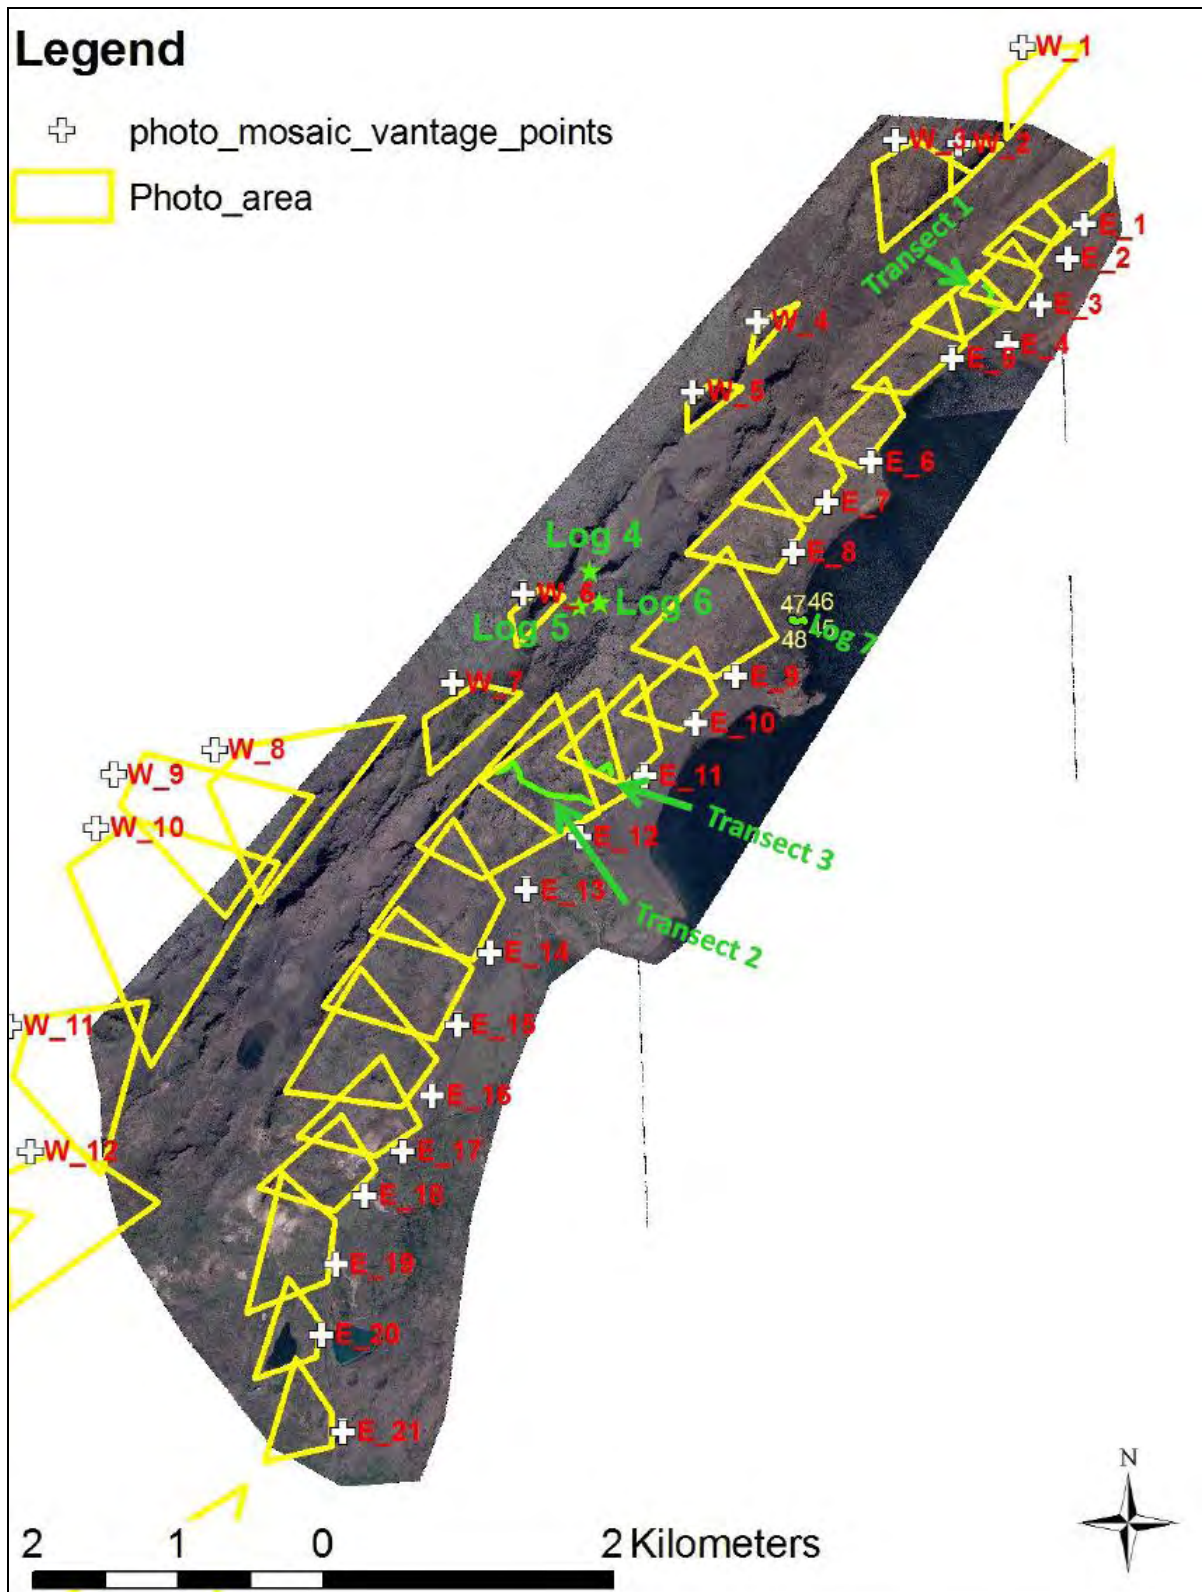 Legend
photo_mosaic_vantage_points
Photo_area
W_1
W_3
W_2
E_1
Transect 1
E_2
E_3
W_4
E_4
E_5
W_5
E_6
E_7
Log 4
E_8
W_6
Log 6
47 46
Log 5
48
Log 7
E_9
W_7
E_10
W_8
W_9
E_11
W_10
Transect 3
E_12
E_13
Transect 2
E_14
W_11
E_15
E_16
W_12
E_17
E_18
E_19
E_20
E_21
N
2 1 0 2 Kilometers